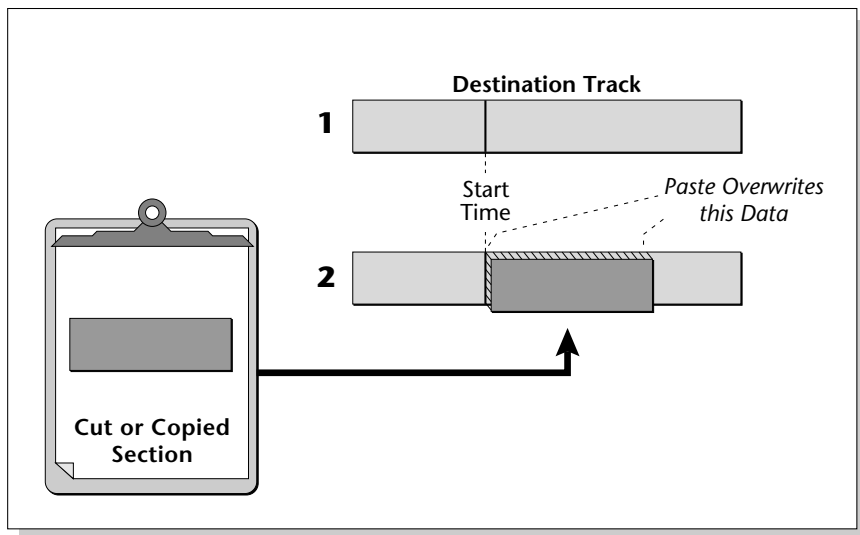 Destination Track
1
Start
Time
Paste Overwrites
this Data
2
Cut or Copied
Section